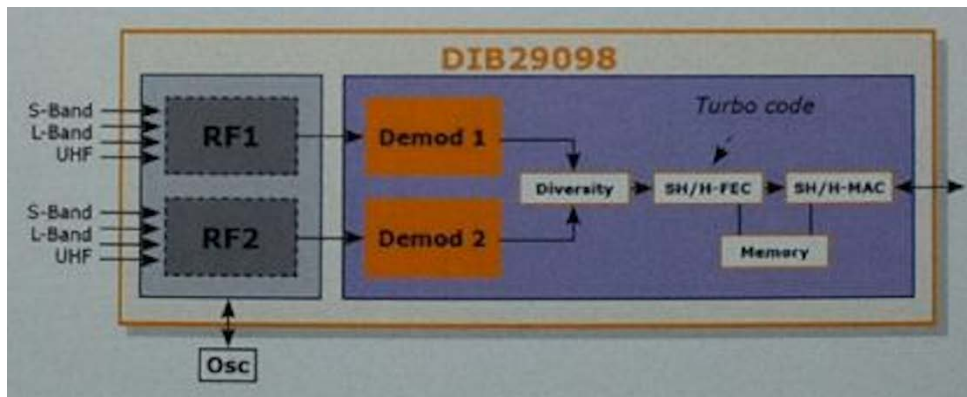 DIB29098
S-Band
L-Band
UHF
RF1
Demod 1
Turbo code
Diversity
SH/H-FEC
SH/H-MAC
S-Band
L-Band
UHF
RF2
Demod 2
Memory
Osc